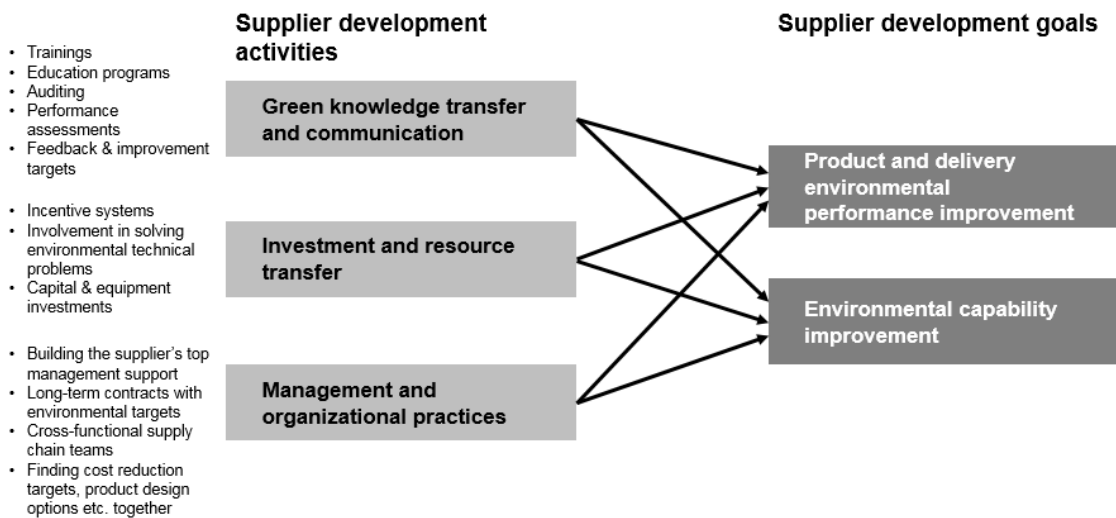 Supplier development
activities
Supplier development goals
• Trainings
• Education programs
• Auditing
• Performance
assessments
• Feedback & improvement
targets
Green knowledge transfer
and communication
• Incentive systems
• Involvement in solving
environmental technical
problems
• Capital & equipment
investments
Investment and resource
transfer
• Building the supplier's top
management support
• Long-term contracts with
environmental targets
• Cross-functional supply
chain teams
• Finding cost reduction
targets, product design
options etc. together
Management and
organizational practices
Product and delivery
environmental
performance improvement
Environmental capability
improvement